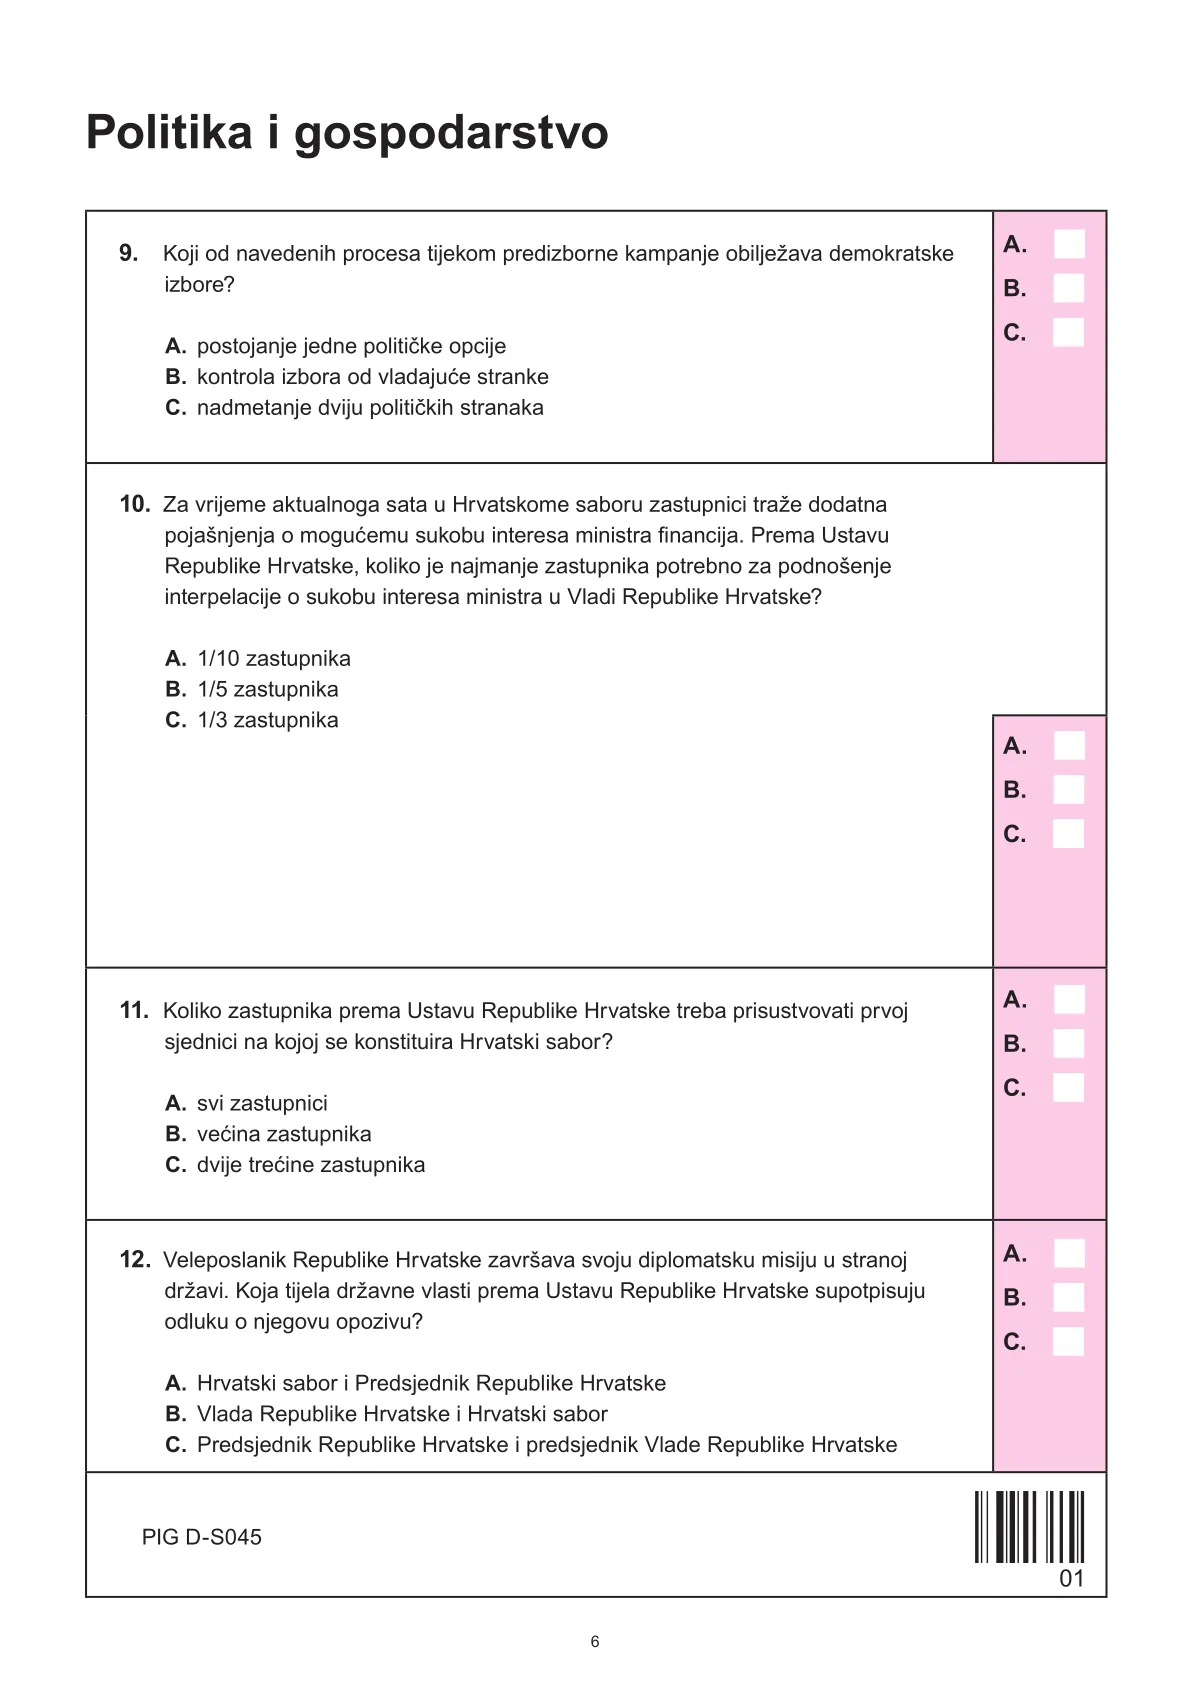 Politika i gospodarstvo
9. Koji od navedenih procesa tijekom predizborne kampanje obilježava demokratske
izbore?
A. postojanje jedne političke opcije
B. kontrola izbora od vladajuće stranke
C. nadmetanje dviju političkih stranaka
A.
B.
C.
10. Za vrijeme aktualnoga sata u Hrvatskome saboru zastupnici traže dodatna
pojašnjenja o mogućemu sukobu interesa ministra financija. Prema Ustavu
Republike Hrvatske, koliko je najmanje zastupnika potrebno za podnošenje
interpelacije o sukobu interesa ministra u Vladi Republike Hrvatske?
A. 1/10 zastupnika
B. 1/5 zastupnika
C. 1/3 zastupnika
A.
B.
C.
11. Koliko zastupnika prema Ustavu Republike Hrvatske treba prisustvovati prvoj
sjednici na kojoj se konstituira Hrvatski sabor?
A. svi zastupnici
B. većina zastupnika
C. dvije trećine zastupnika
A.
B.
C.
12. Veleposlanik Republike Hrvatske završava svoju diplomatsku misiju u stranoj
državi. Koja tijela državne vlasti prema Ustavu Republike Hrvatske supotpisuju
odluku o njegovu opozivu?
A. Hrvatski sabor i Predsjednik Republike Hrvatske
B. Vlada Republike Hrvatske i Hrvatski sabor
C. Predsjednik Republike Hrvatske i predsjednik Vlade Republike Hrvatske
A.
B.
C.
PIG D-S045
01
6